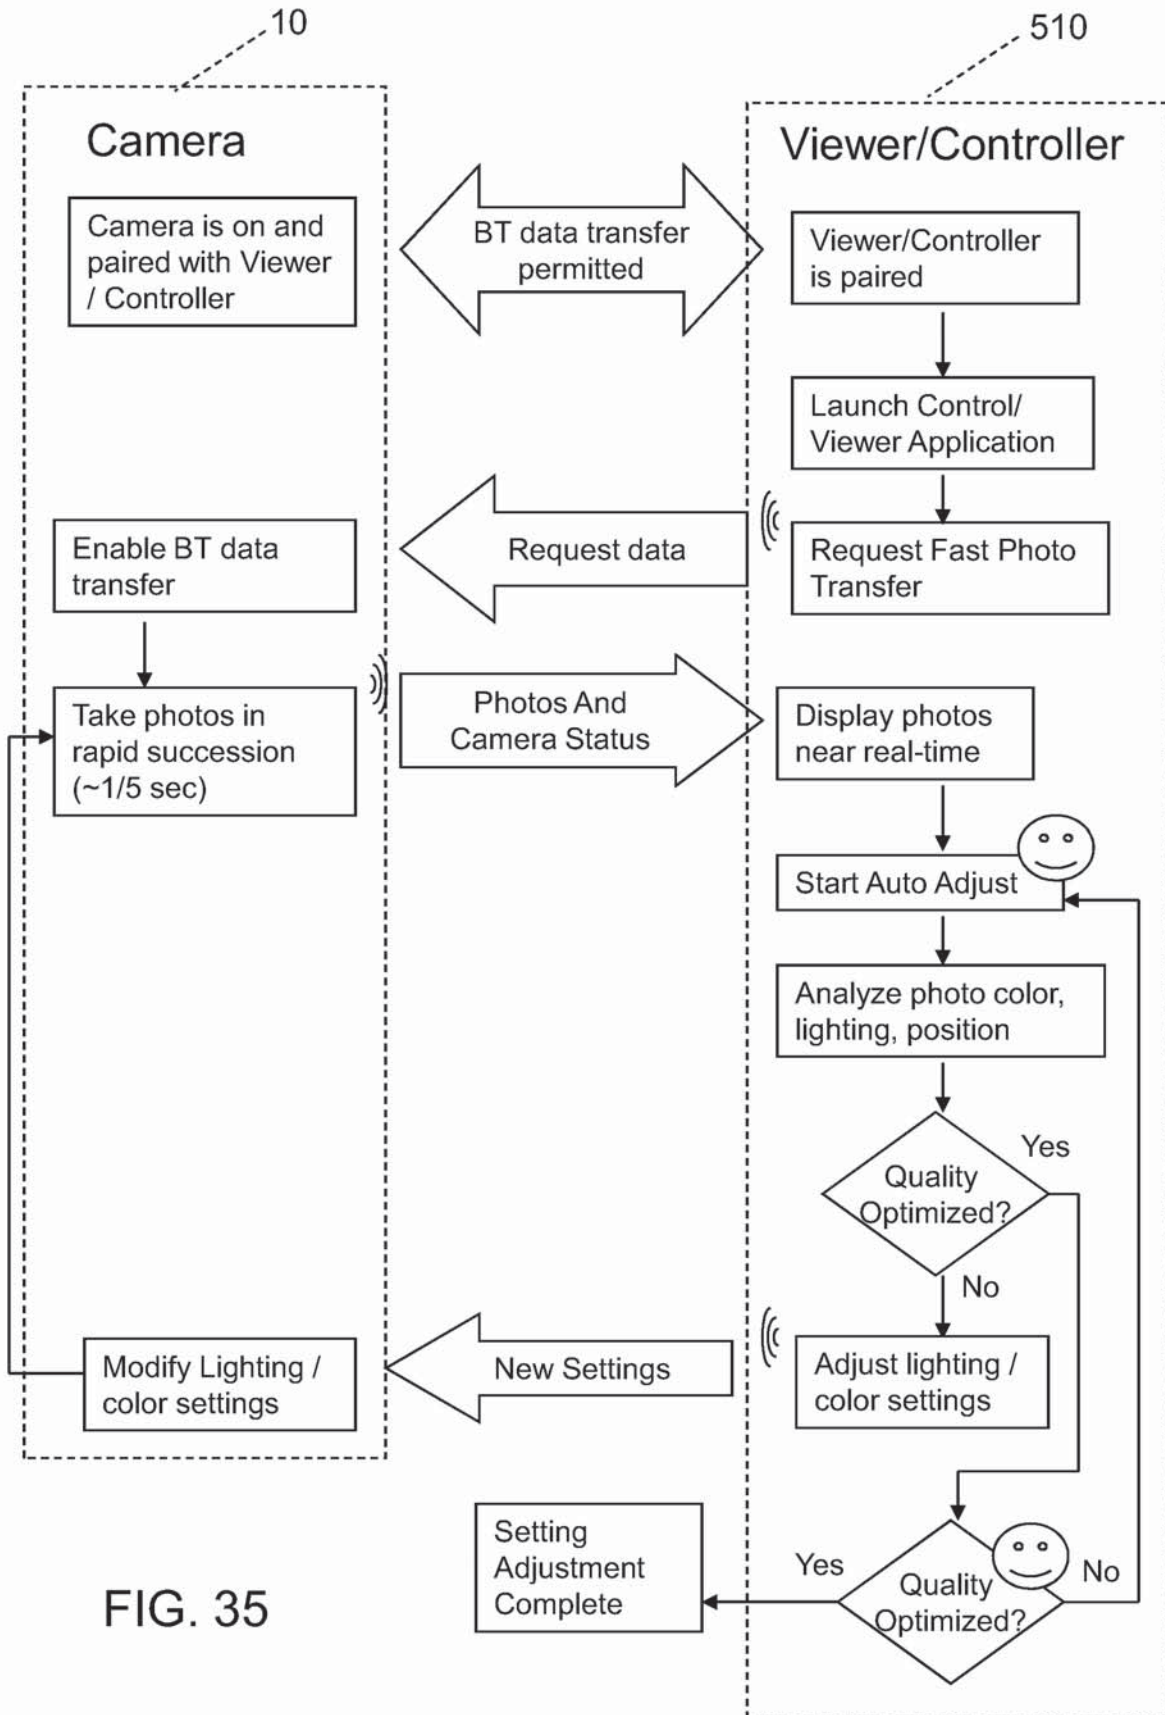 10
510
Camera
Viewer/Controller
Camera is on and
paired with Viewer
/ Controller
BT data transfer
permitted
Viewer/Controller
is paired
Launch Control/
Viewer Application
Enable BT data
transfer
Request data
Request Fast Photo
Transfer
Take photos in
rapid succession
(~1/5 sec)
Photos And
Camera Status
Display photos
near real-time
Start Auto Adjust
Analyze photo color,
lighting, position
Quality
Optimized?
Yes
No
Modify Lighting /
color settings
New Settings
Adjust lighting /
color settings
Setting
Adjustment
Complete
Yes
Quality
Optimized?
No
FIG. 35